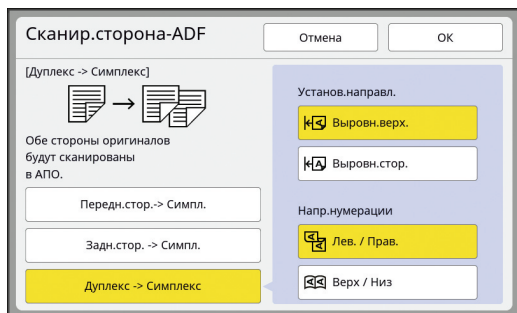 Сканир.сторона-ADF
Отмена
ОК
[Дуплекс -> Симплекс]
Обе стороны оригиналов
будут сканированы
в АПО.
Передн.стор.-> Симпл.
Задн.стор. -> Симпл.
Дуплекс -> Симплекс
Установ.направл.
Выровн.верх.
Выровн.стор.
Напр.нумерации
Лев. / Прав.
Верх / Низ